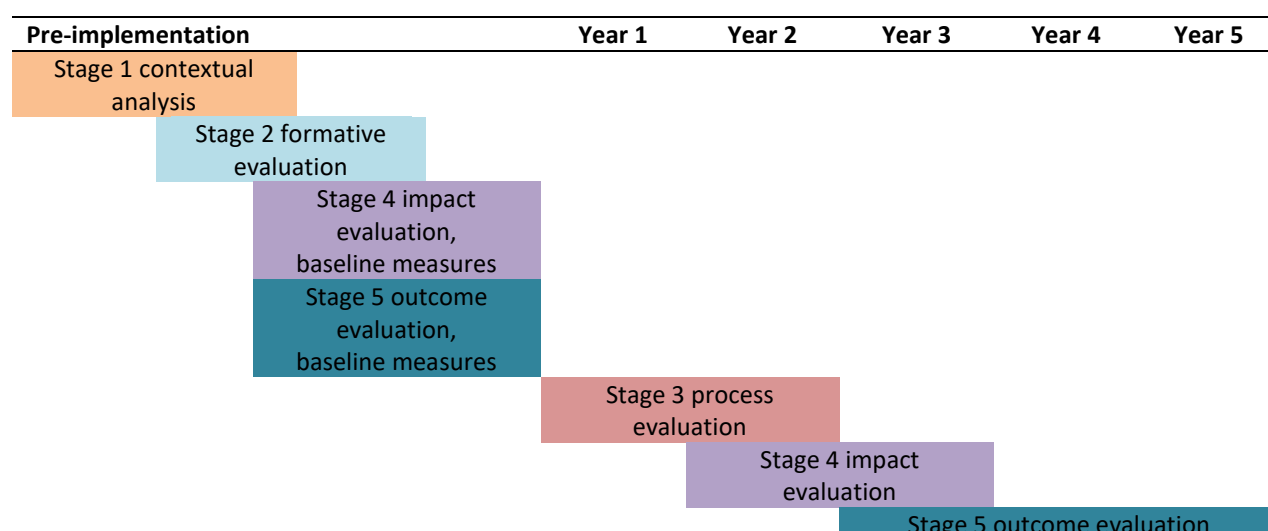 Pre-implementation Year 1 Year 2 Year 3 Year 4 Year 5
Stage 1 contextual
analysis
Stage 2 formative
evaluation
Stage 4 impact
evaluation,
baseline measures
Stage 5 outcome
evaluation,
baseline measures
Stage 3 process
evaluation
Stage 4 impact
evaluation
Stage 5 outcome evaluation